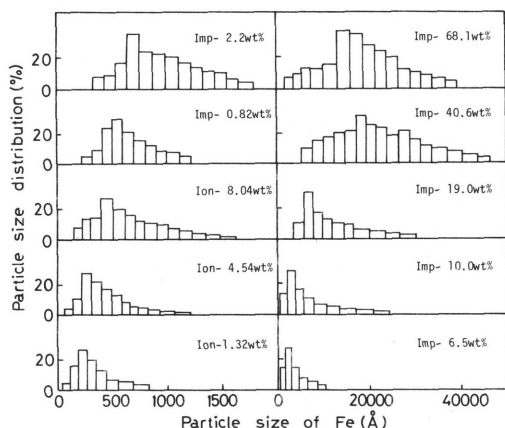 Particle size distribution(%)
20
0
20
0
20
0
20
0
20
0
Imp- 2.2wt%
Imp- 0.82wt%
Ion- 8.04wt%
Ion- 4.54wt%
Ion-1.32wt%
Imp- 68.1wt%
Imp- 40.6wt%
Imp- 19.0wt%
Imp- 10.0wt%
Imp- 6.5wt%
0 500 1000 1500 20000 40000
Particle size of Fe(Å)